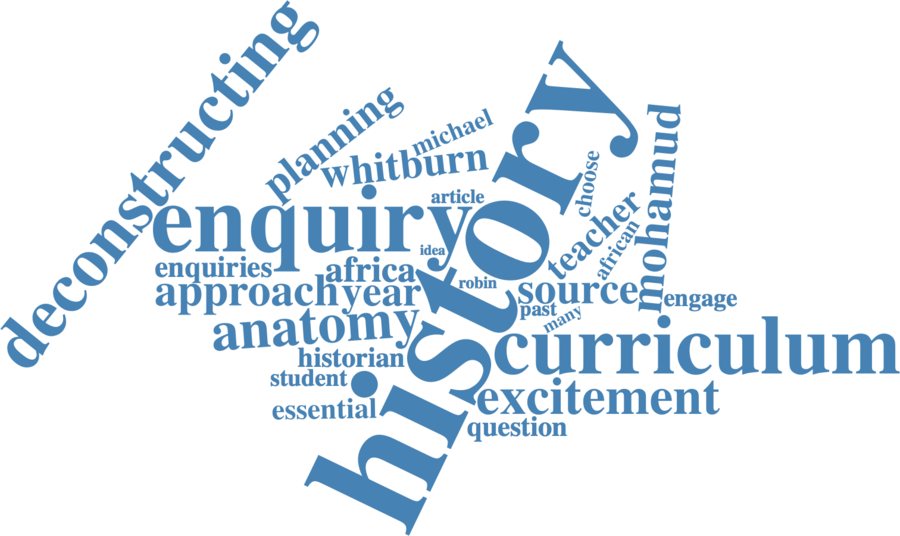 deconstructing
planning
michael
whitburn
history
choose
mohamud
article
enquiry
teacher
african
idea
enquiries
africa
robin
source
approach
year
past
many
engage
anatomy
curriculum
historian
student
excitement
essential
question